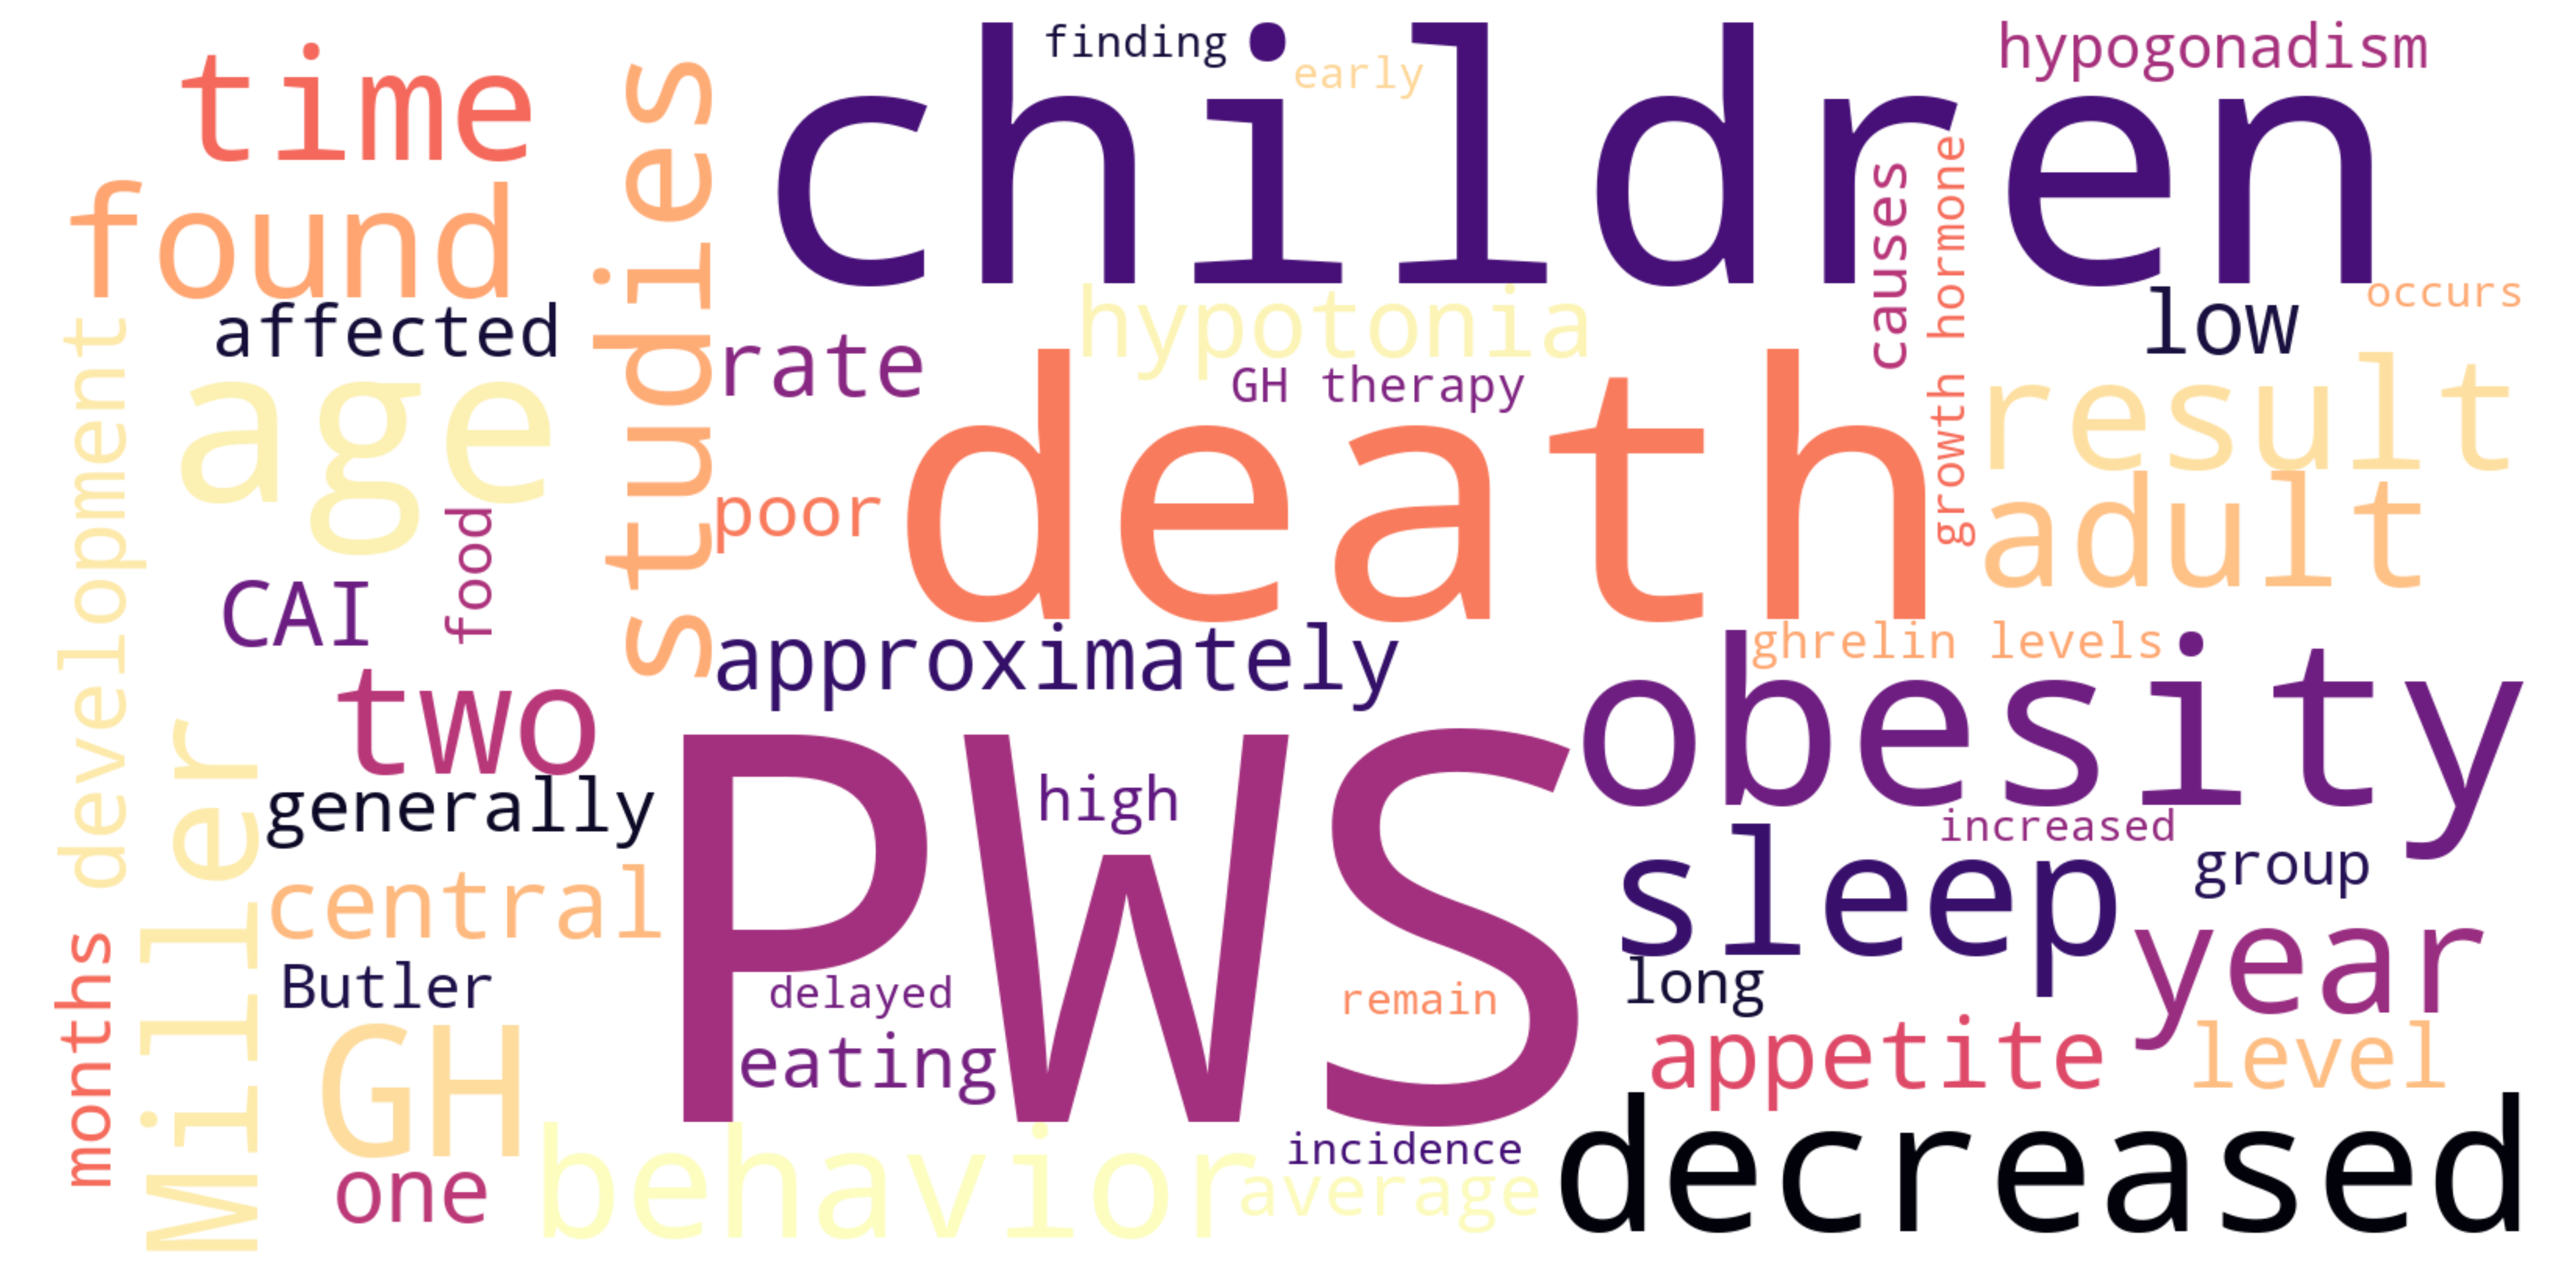 finding
children
early
hypogonadism
time
studies
found
causes
growth hormone
occurs
affected
hypotonia
low
rate
GH therapy
result
development
age
death
poor
adult
food
CAI
approximately
ghrelin levels
obesity
two
PWS
Miller
generally
high
increased
sleep
group
central
year
months
Butler
delayed
remain
long
GH
eating
appetite
level
decreased
behavior
incidence
one
average